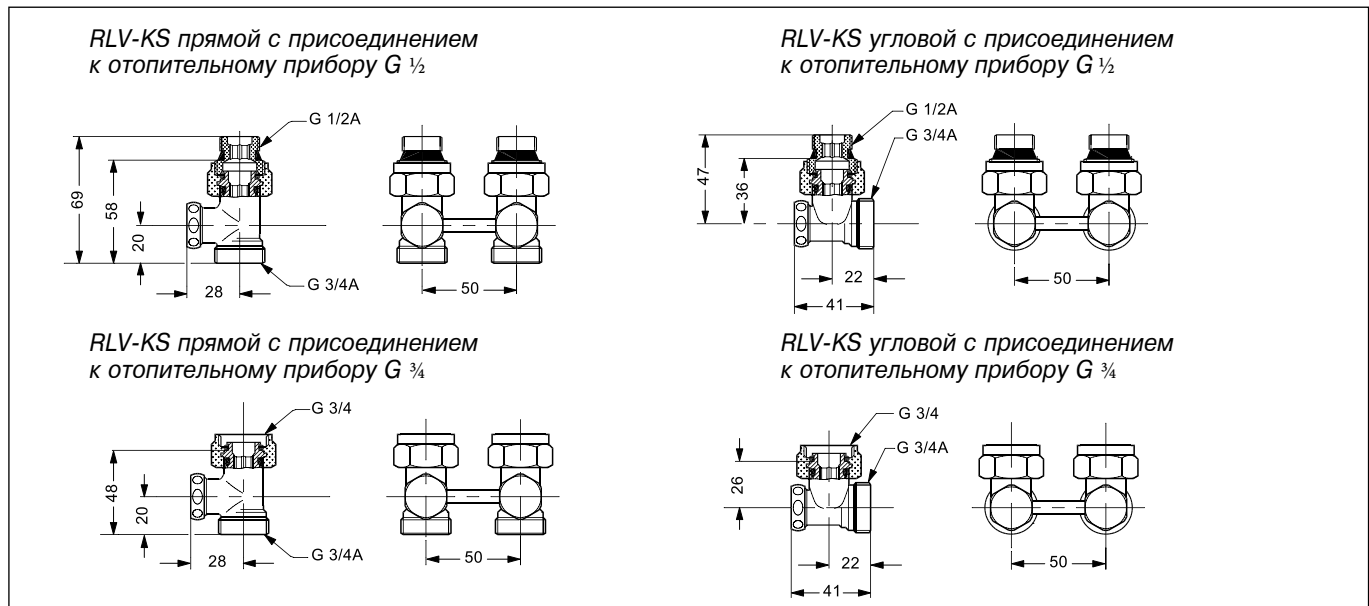 RLV-KS прямой с присоединением
к отопительному прибору G ½
G 1/2A
69
58
20
28
G 3/4A
50
RLV-KS угловой с присоединением
к отопительному прибору G ½
G 1/2A
G 3/4A
47
36
22
41
50
RLV-KS прямой с присоединением
к отопительному прибору G ¾
G 3/4
48
20
28
G 3/4A
50
RLV-KS угловой с присоединением
к отопительному прибору G ¾
G 3/4
G 3/4A
26
22
41
50